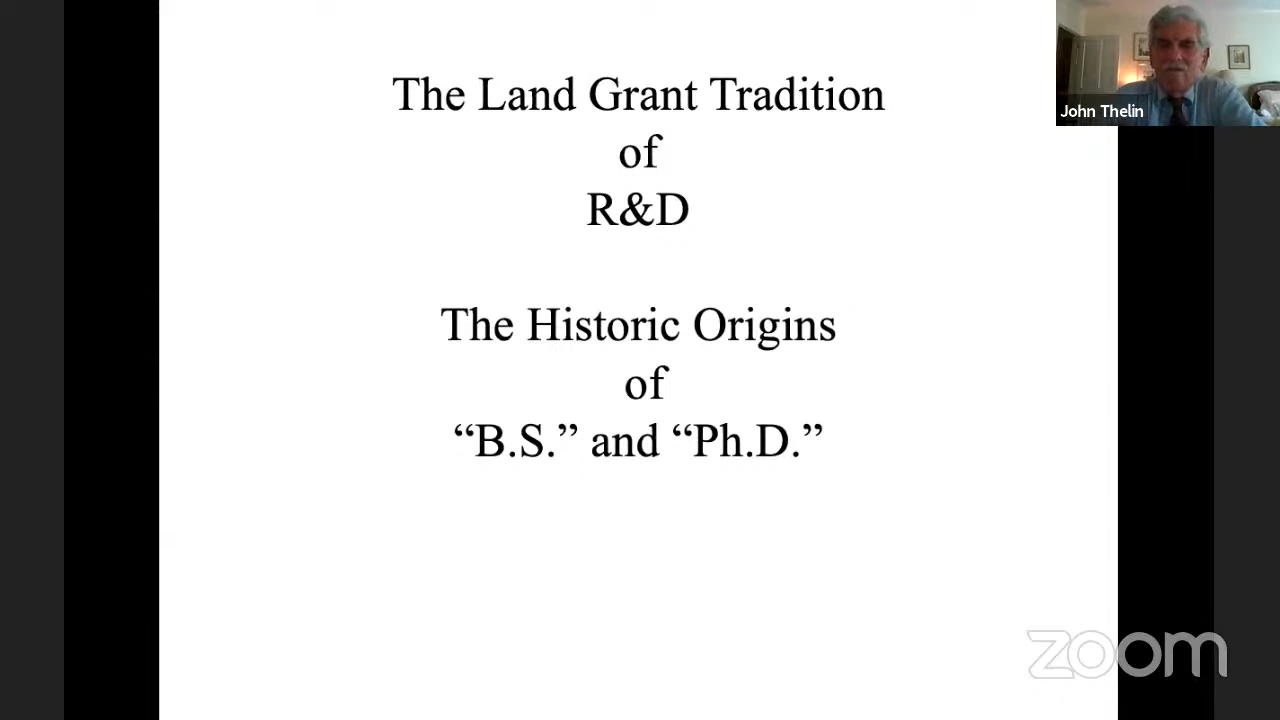 The Land Grant Tradition
of
R&D
The Historic Origins
of
“B.S.” and “Ph.D.”
John Thelin
zoom